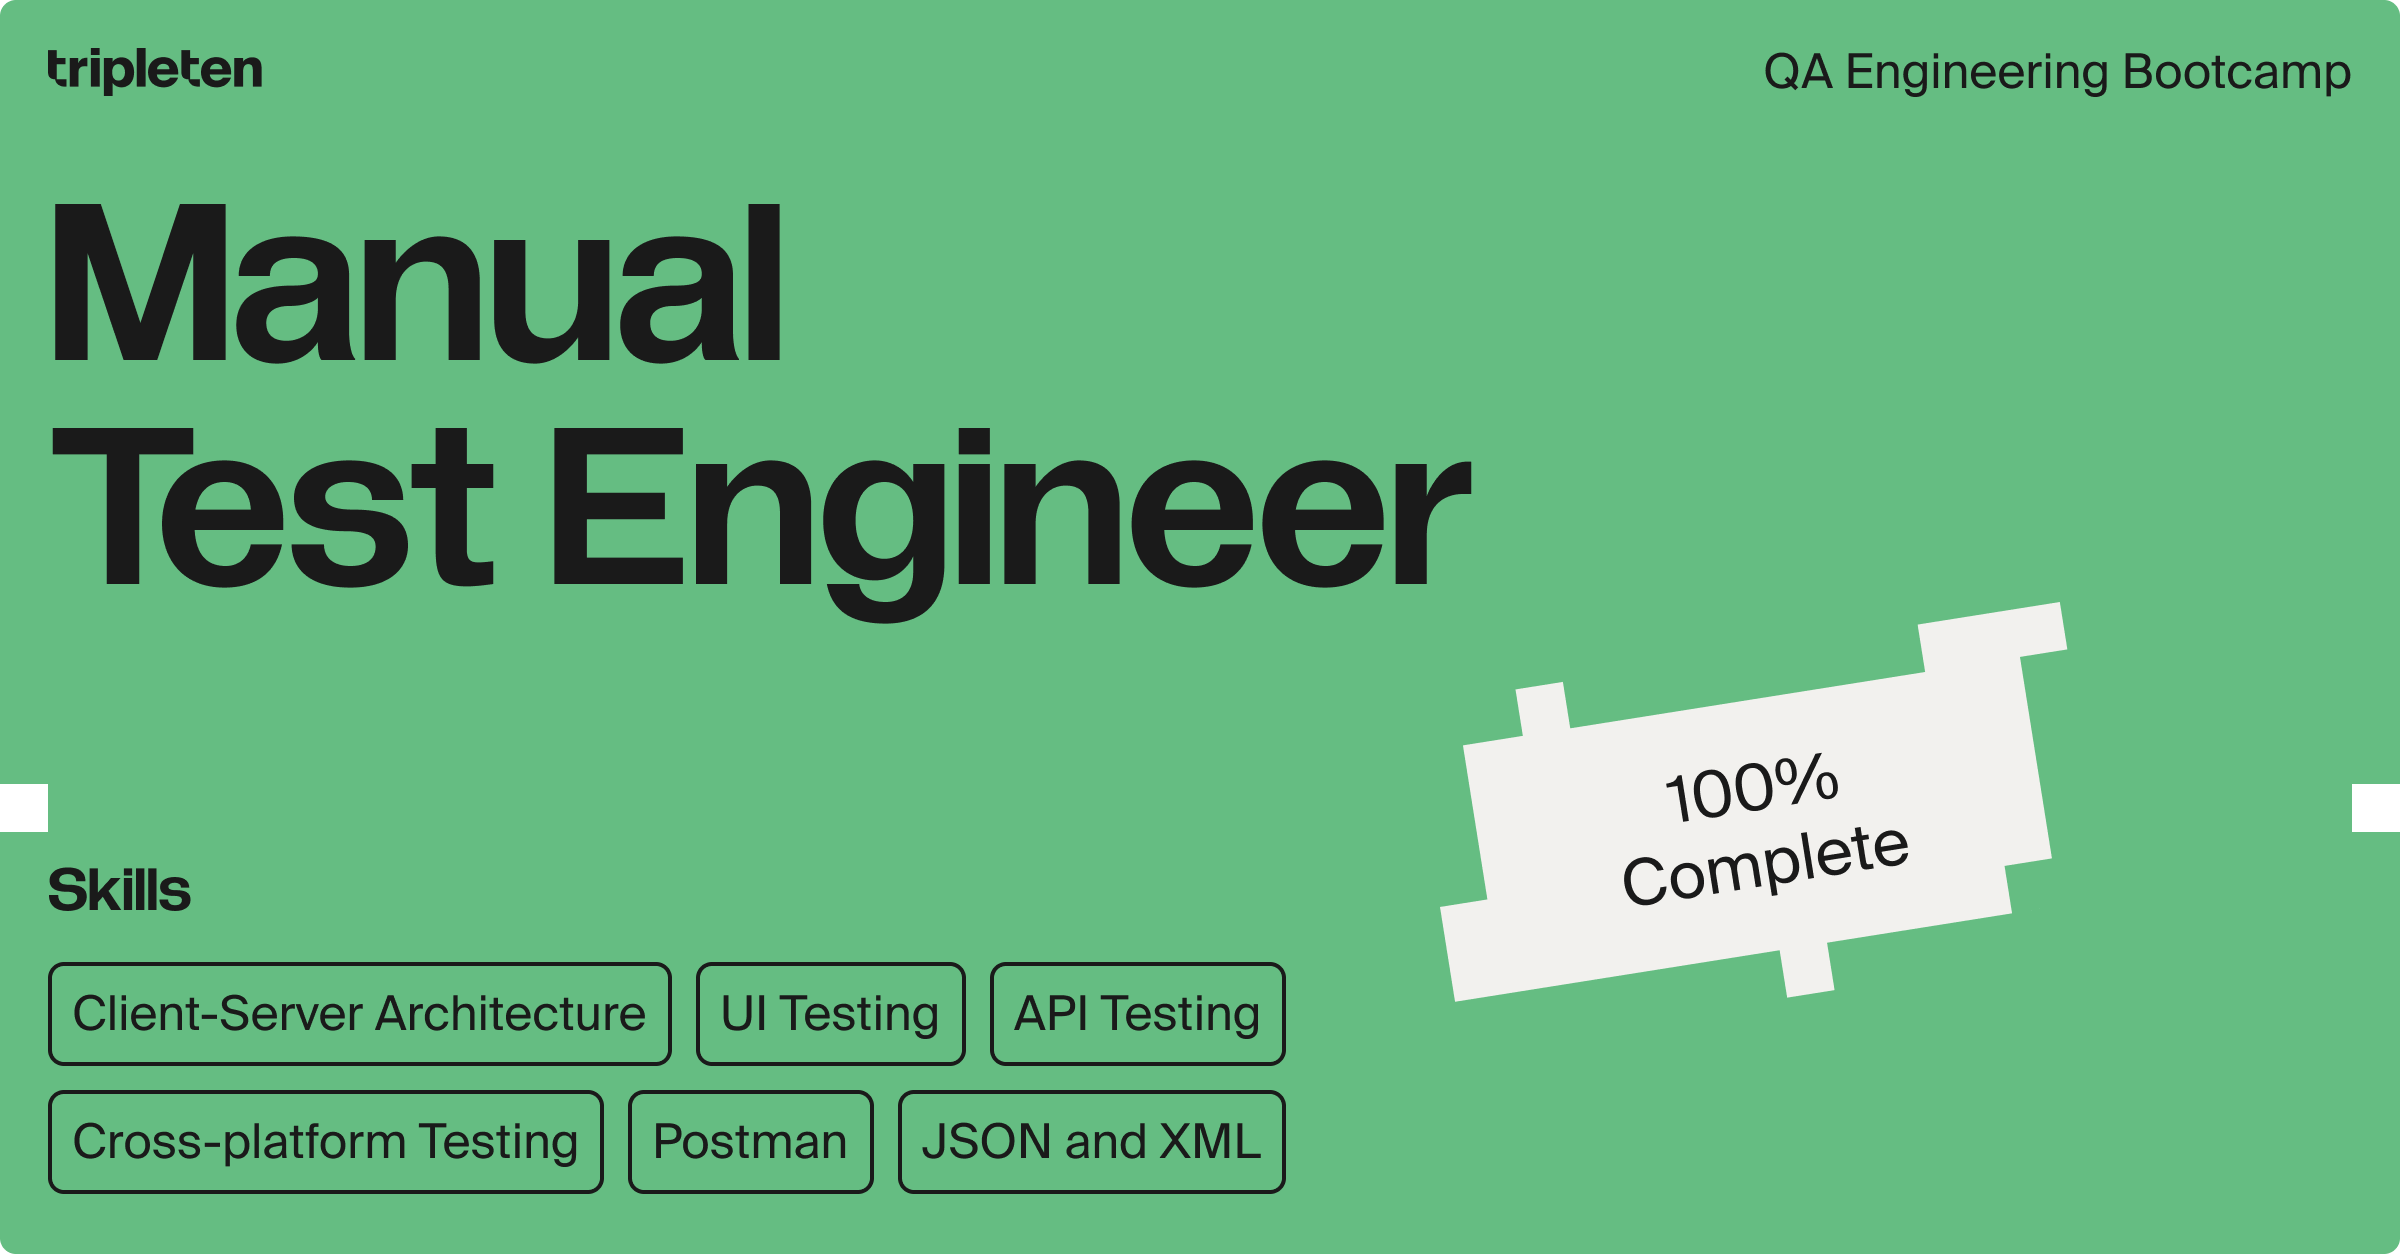 tripleten
QA Engineering Bootcamp
Manual
Test Engineer
100%
Complete
Skills
Client-Server Architecture
UI Testing
API Testing
Cross-platform Testing
Postman
JSON and XML